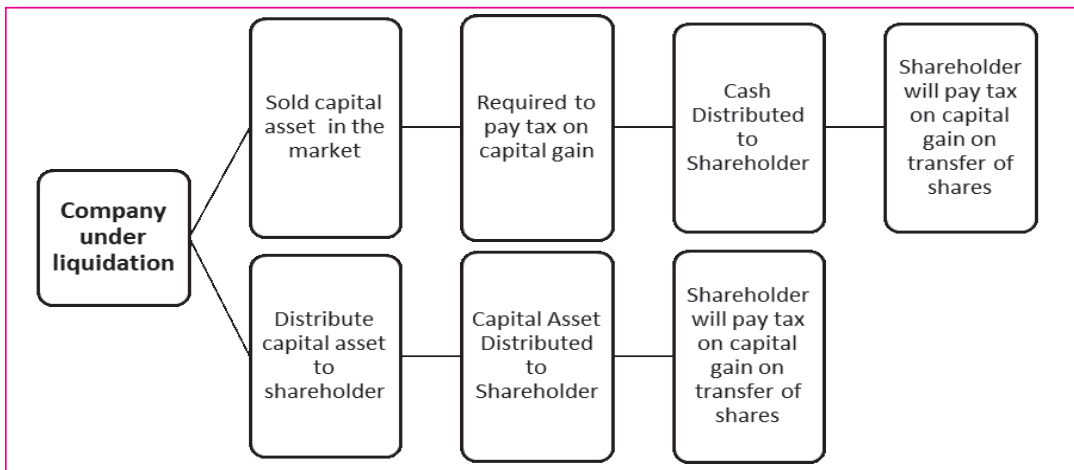 Company
under
liquidation
Sold capital
asset in the
market
Required to
pay tax on
capital gain
Cash
Distributed
to
Shareholder
Shareholder
will pay tax
on capital
gain on
transfer of
shares
Distribute
capital asset
to
shareholder
Capital Asset
Distributed
to
Shareholder
Shareholder
will pay tax
on capital
gain on
transfer of
shares